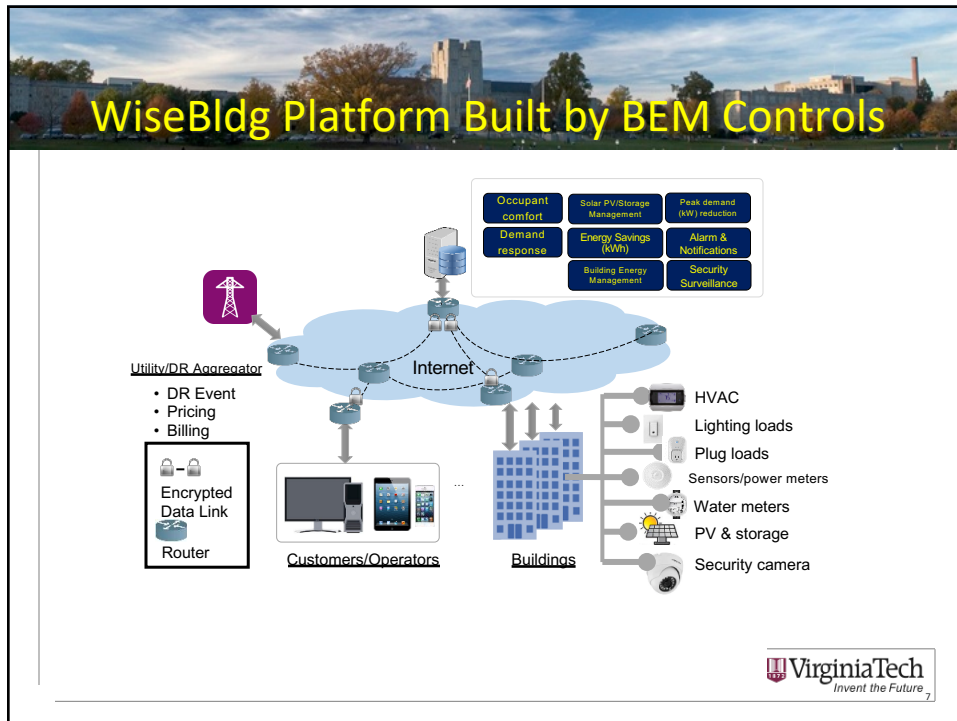 WiseBldg Platform Built by BEM Controls
Occupant
comfort
Solar PV/Storage
Management
Peak demand
(kW) reduction
Demand
response
Energy Savings
(kWh)
Alarm &
Notifications
Building Energy
Management
Security
Surveillance
Internet
Utility/DR Aggregator
• DR Event
• Pricing
• Billing
Encrypted
Data Link
Router
Customers/Operators
...
Buildings
HVAC
Lighting loads
Plug loads
Sensors/power meters
Water meters
PV & storage
Security camera
1872
VirginiaTech
Invent the Future
7